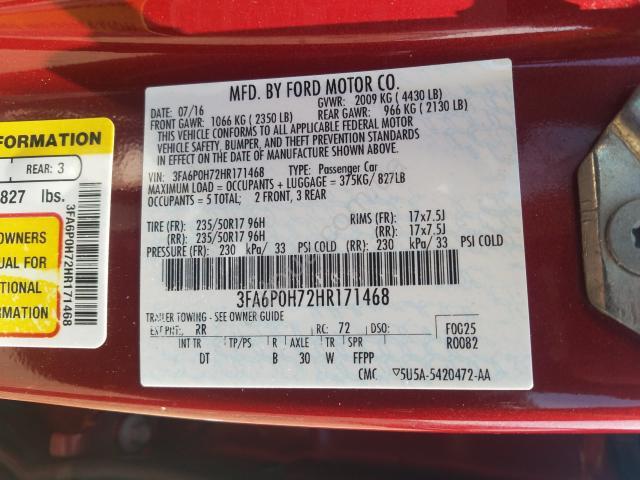 MFD. BY FORD MOTOR CO.
DATE: 07/16 GVWR: 2009 KG ( 4430 LB)
FRONT GAWR: 1066 KG ( 2350 LB) REAR GAWR: 966 KG ( 2130 LB)
THIS VEHICLE CONFORMS TO ALL APPLICABLE FEDERAL MOTOR
VEHICLE SAFETY, BUMPER, AND THEFT PREVENTION STANDARDS
IN EFFECT ON THE DATE OF MANUFACTURE SHOWN ABOVE.
VIN: 3FA6P0H72HR171468 TYPE: Passenger Car
MAXIMUM LOAD = OCCUPANTS + LUGGAGE = 375KG/ 827LB
OCCUPANTS = 5 TOTAL; 2 FRONT, 3 REAR
TIRE (FR): 235/50R17 96H RIMS (FR): 17x7.5J
(RR): 235/50R17 96H (RR): 17x7.5J
PRESSURE (FR): 230 kPa/ 33 PSI COLD (RR): 230 kPa/ 33 PSI COLD
3FA6P0H72HR171468
TRAILER TOWING - SEE OWNER GUIDE
EXT PNT: RR RC: 72 DSO: F0G25
INT TR TP/PS R AXLE TR SPR R0082
DT B 30 W FFPP
CMC ▽5U5A-5420472-AA
FORMATION
REAR: 3
827 lbs.
OWNERS
UAL FOR
TIONAL
ORMATION
3FA6P0H72HR171468